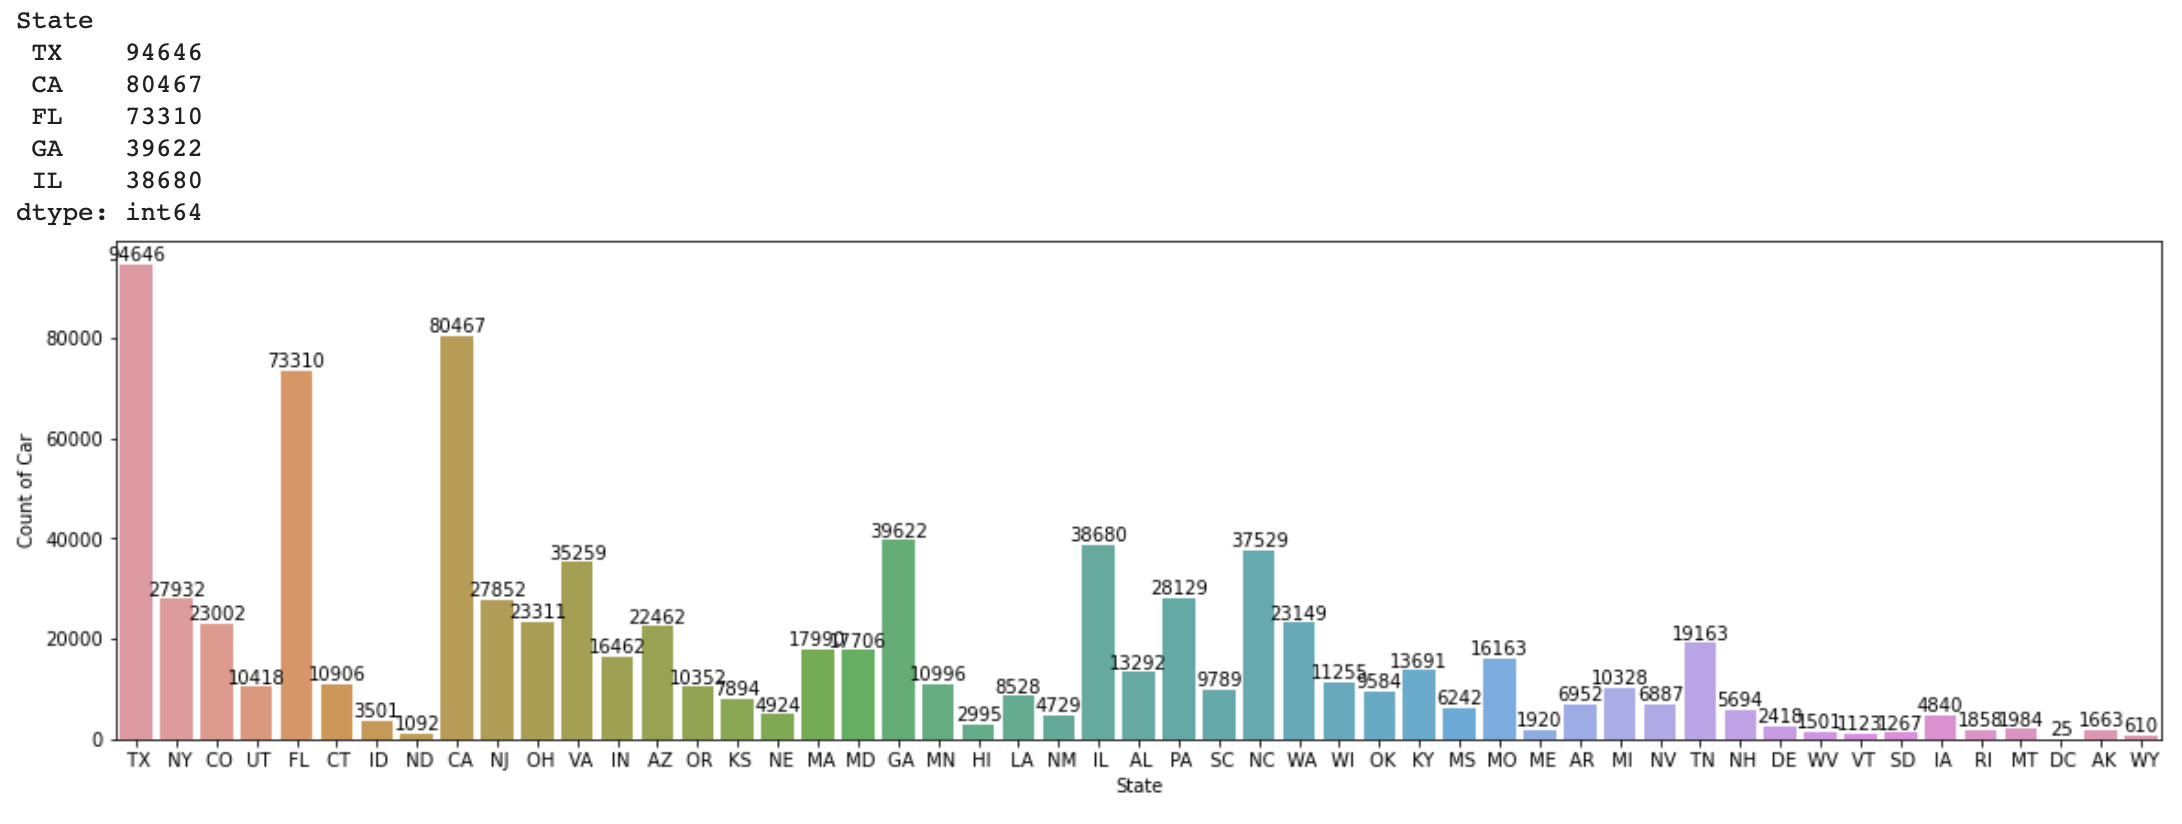 State
TX 94646
CA 80467
FL 73310
GA 39622
IL 38680
dtype: int64
94646 27932 23002 10418 73310 10906 3501 1092 80467 27852 23311 35259 16462 22462 10352 7894 4924 17990 17706 39622 10996 2995 8528 4729 38680 13292 28129 9789 37529 23149 11255 9584 13691 6242 16163 1920 6952 10328 6887 19163 5694 2418 1501 1123 1267 4840 1858 1984 25 1663 610
80000
60000
40000
20000
0
Count of Car
TX NY CO UT FL CT ID ND CA NJ OH VA IN AZ OR KS NE MA MD GA MN HI LA NM IL AL PA SC NC WA WI OK KY MS MO ME AR MI NV TN NH DE WV VT SD IA RI MT DC AK WY
State